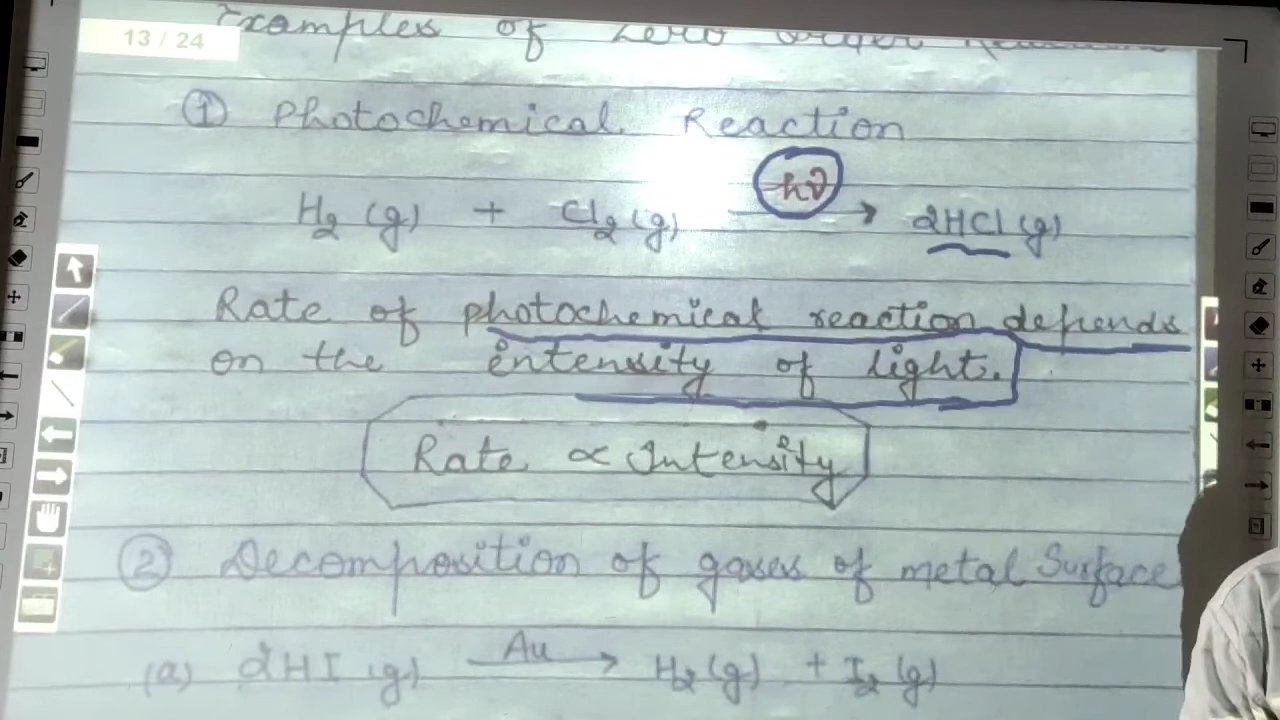 13 / 24
Examples of Zero order Reaction
① Photochemical Reaction
H₂ (g) + Cl₂ (g) —hν→ 2HCl (g)
Rate of photochemical reaction depends
on the intensity of light.
Rate ∝ Intensity
② Decomposition of gases of metal Surface
(a) 2HI (g) —Au→ H₂ (g) + I₂ (g)